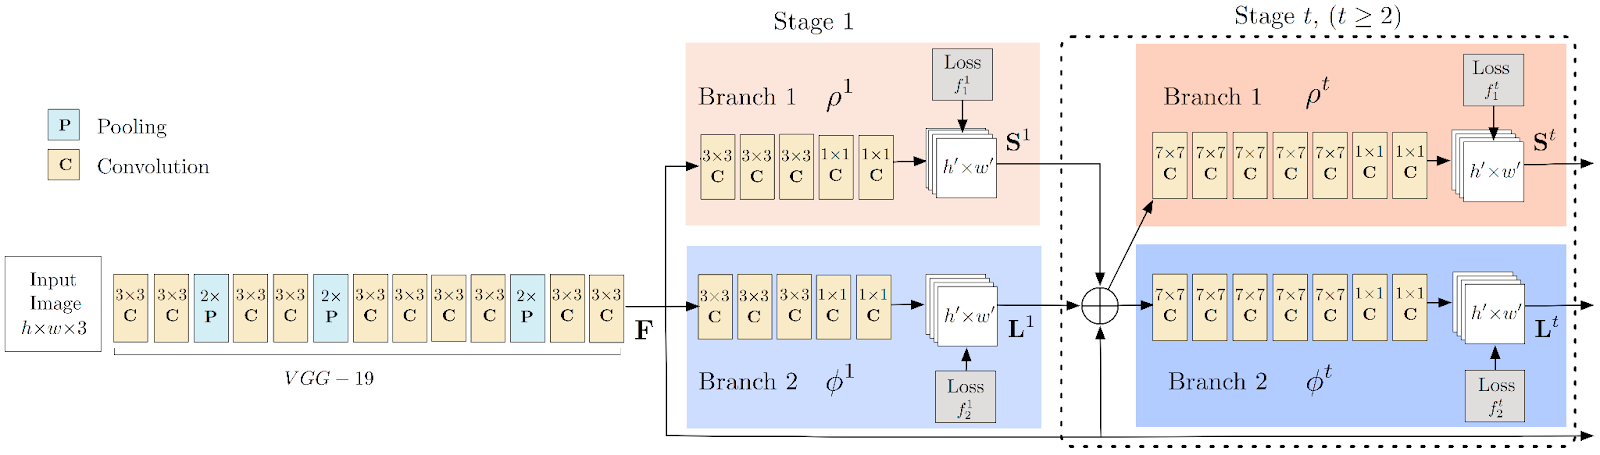 Stage 1
Stage t, (t ≥ 2)
P Pooling
C Convolution
Input
Image
h×w×3
3×3 C
3×3 C
2× P
3×3 C
3×3 C
2× P
3×3 C
3×3 C
3×3 C
3×3 C
2× P
3×3 C
3×3 C
VGG − 19
F
Branch 1 ρ¹
Loss
f₁¹
3×3 C
3×3 C
3×3 C
1×1 C
1×1 C
h′×w′
S¹
3×3 C
3×3 C
3×3 C
1×1 C
1×1 C
h′×w′
L¹
Branch 2 ϕ¹
Loss
f₂¹
Branch 1 ρᵗ
Loss
f₁ᵗ
7×7 C
7×7 C
7×7 C
7×7 C
7×7 C
1×1 C
1×1 C
h′×w′
Sᵗ
7×7 C
7×7 C
7×7 C
7×7 C
7×7 C
1×1 C
1×1 C
h′×w′
Lᵗ
Branch 2 ϕᵗ
Loss
f₂ᵗ